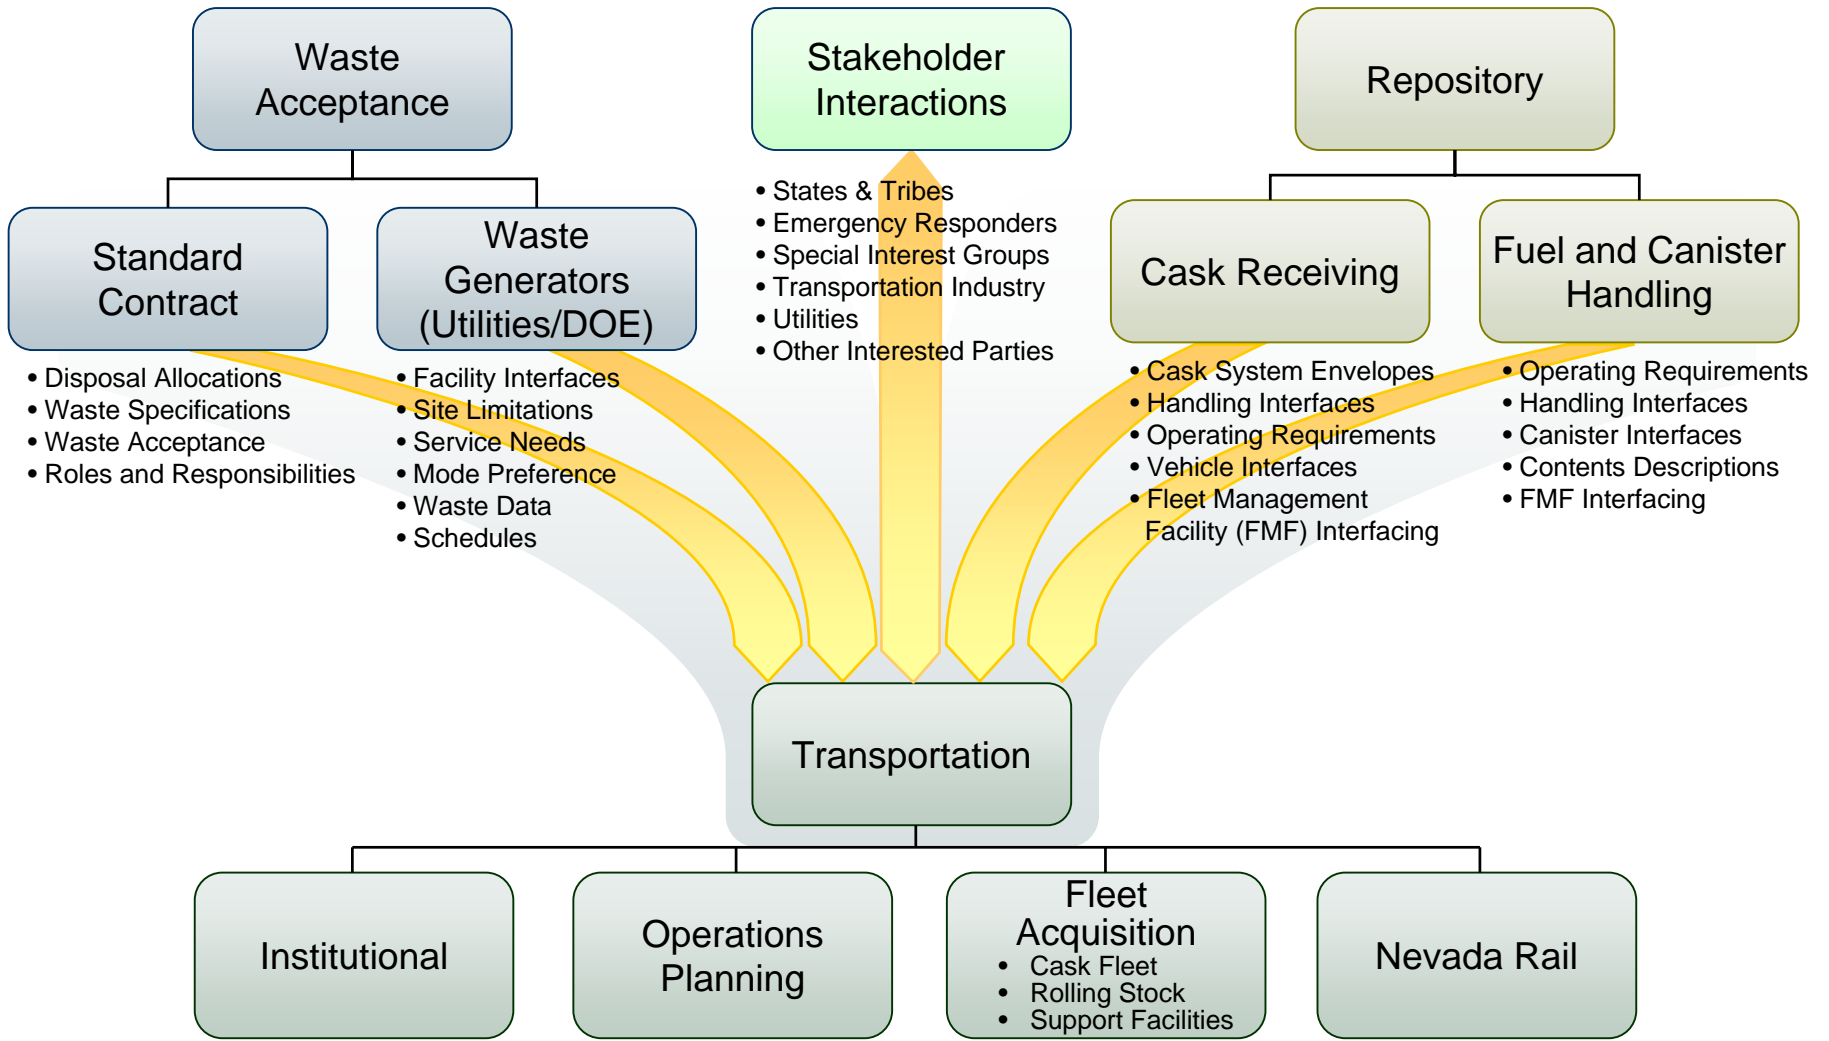 Waste
Acceptance
Stakeholder
Interactions
Repository
Standard
Contract
Waste
Generators
(Utilities/DOE)
• States & Tribes
• Emergency Responders
• Special Interest Groups
• Transportation Industry
• Utilities
• Other Interested Parties
Cask Receiving
Fuel and Canister
Handling
• Disposal Allocations
• Waste Specifications
• Waste Acceptance
• Roles and Responsibilities
• Facility Interfaces
• Site Limitations
• Service Needs
• Mode Preference
• Waste Data
• Schedules
• Cask System Envelopes
• Handling Interfaces
• Operating Requirements
• Vehicle Interfaces
• Fleet Management
Facility (FMF) Interfacing
• Operating Requirements
• Handling Interfaces
• Canister Interfaces
• Contents Descriptions
• FMF Interfacing
Transportation
Institutional
Operations
Planning
Fleet
Acquisition
• Cask Fleet
• Rolling Stock
• Support Facilities
Nevada Rail